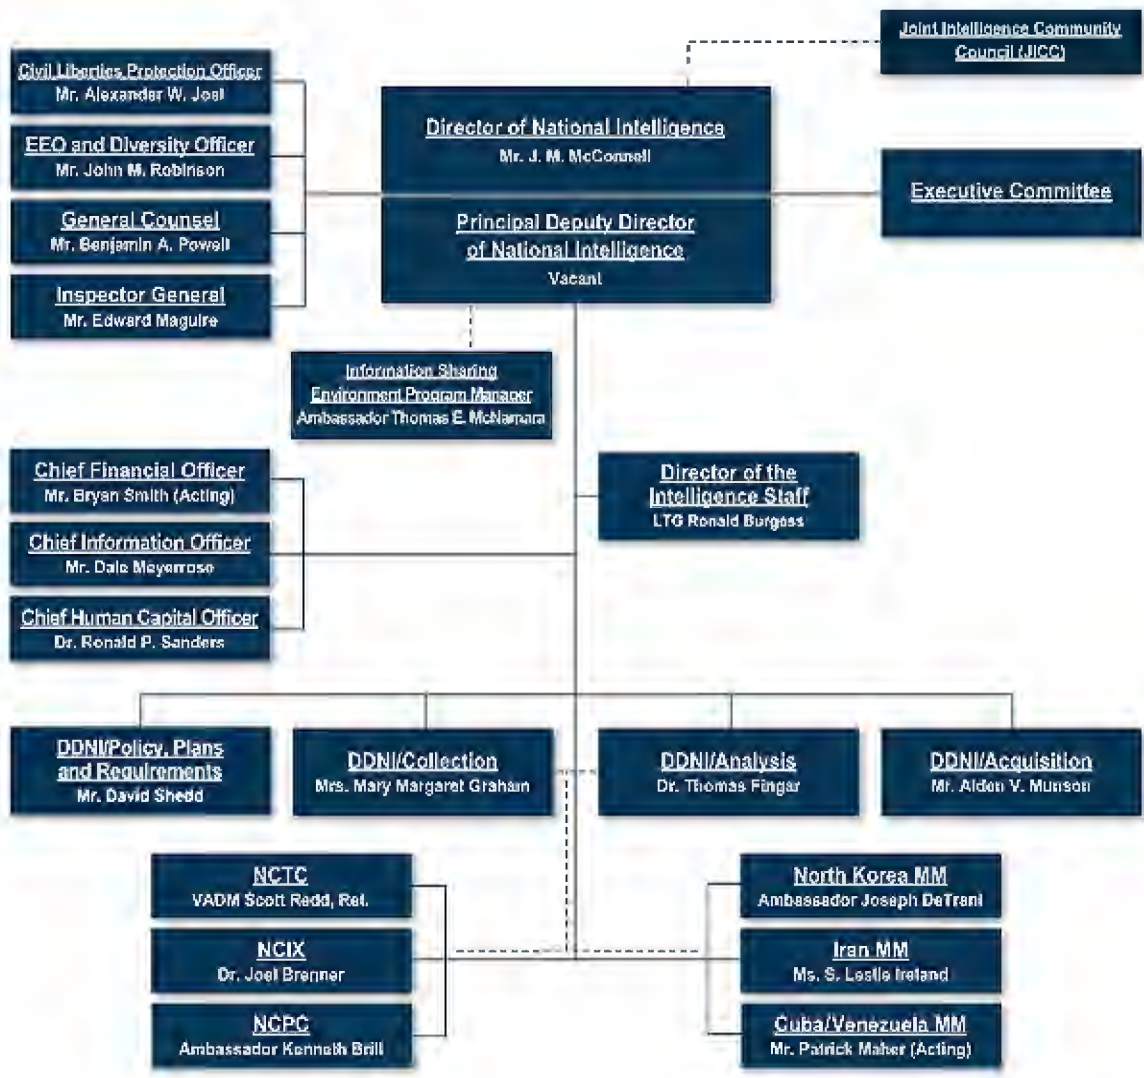 Joint Intelligence Community
Council (JICC)
Civil Liberties Protection Officer
Mr. Alexander W. Joel
EEO and Diversity Officer
Mr. John M. Robinson
General Counsel
Mr. Benjamin A. Powell
Inspector General
Mr. Edward Maguire
Director of National Intelligence
Mr. J. M. McConnell
Principal Deputy Director
of National Intelligence
Vacant
Executive Committee
Information Sharing
Environment Program Manager
Ambassador Thomas E. McNamara
Chief Financial Officer
Mr. Bryan Smith (Acting)
Chief Information Officer
Mr. Dale Meyerrose
Chief Human Capital Officer
Dr. Ronald P. Sanders
Director of the
Intelligence Staff
LTG Ronald Burgess
DDNI/Policy, Plans
and Requirements
Mr. David Shedd
DDNI/Collection
Mrs. Mary Margaret Graham
DDNI/Analysis
Dr. Thomas Fingar
DDNI/Acquisition
Mr. Alden V. Munson
NCTC
VADM Scott Redd, Ret.
NCIX
Dr. Joel Brenner
NCPC
Ambassador Kenneth Brill
North Korea MM
Ambassador Joseph DeTrani
Iran MM
Ms. S. Leslie Ireland
Cuba/Venezuela MM
Mr. Patrick Maher (Acting)